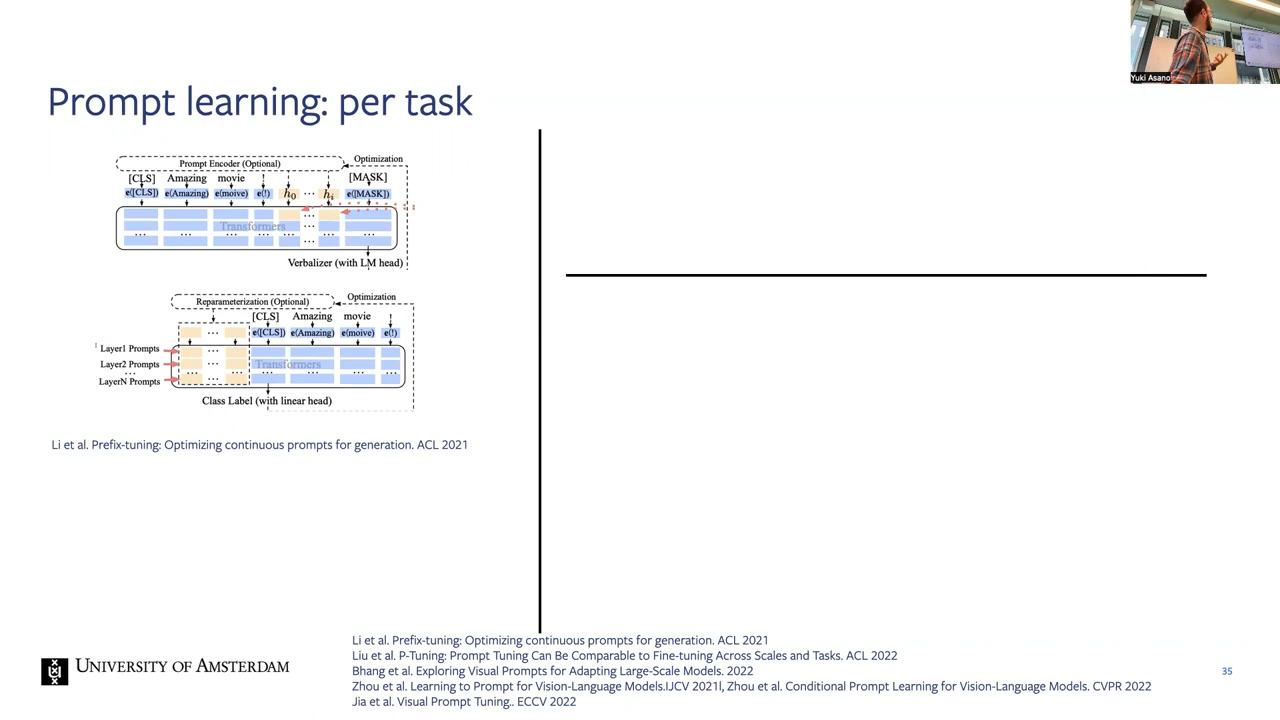 Yuki Asano
Prompt learning: per task
Prompt Encoder (Optional)
Optimization
[CLS] Amazing movie ! [MASK]
e([CLS]) e(Amazing) e(moive) e(!) h0 ... hi e([MASK])
...
Transformers
... ... ... ... ... ...
Verbalizer (with LM head)
Reparameterization (Optional)
Optimization
[CLS] Amazing movie !
... e([CLS]) e(Amazing) e(moive) e(!)
Layer1 Prompts ...
Layer2 Prompts ... Transformers
... ... ... ... ... ...
LayerN Prompts ...
Class Label (with linear head)
Li et al. Prefix-tuning: Optimizing continuous prompts for generation. ACL 2021
Li et al. Prefix-tuning: Optimizing continuous prompts for generation. ACL 2021
Liu et al. P-Tuning: Prompt Tuning Can Be Comparable to Fine-tuning Across Scales and Tasks. ACL 2022
Bhang et al. Exploring Visual Prompts for Adapting Large-Scale Models. 2022
Zhou et al. Learning to Prompt for Vision-Language Models.IJCV 2021l, Zhou et al. Conditional Prompt Learning for Vision-Language Models. CVPR 2022
Jia et al. Visual Prompt Tuning.. ECCV 2022
UNIVERSITY OF AMSTERDAM
35